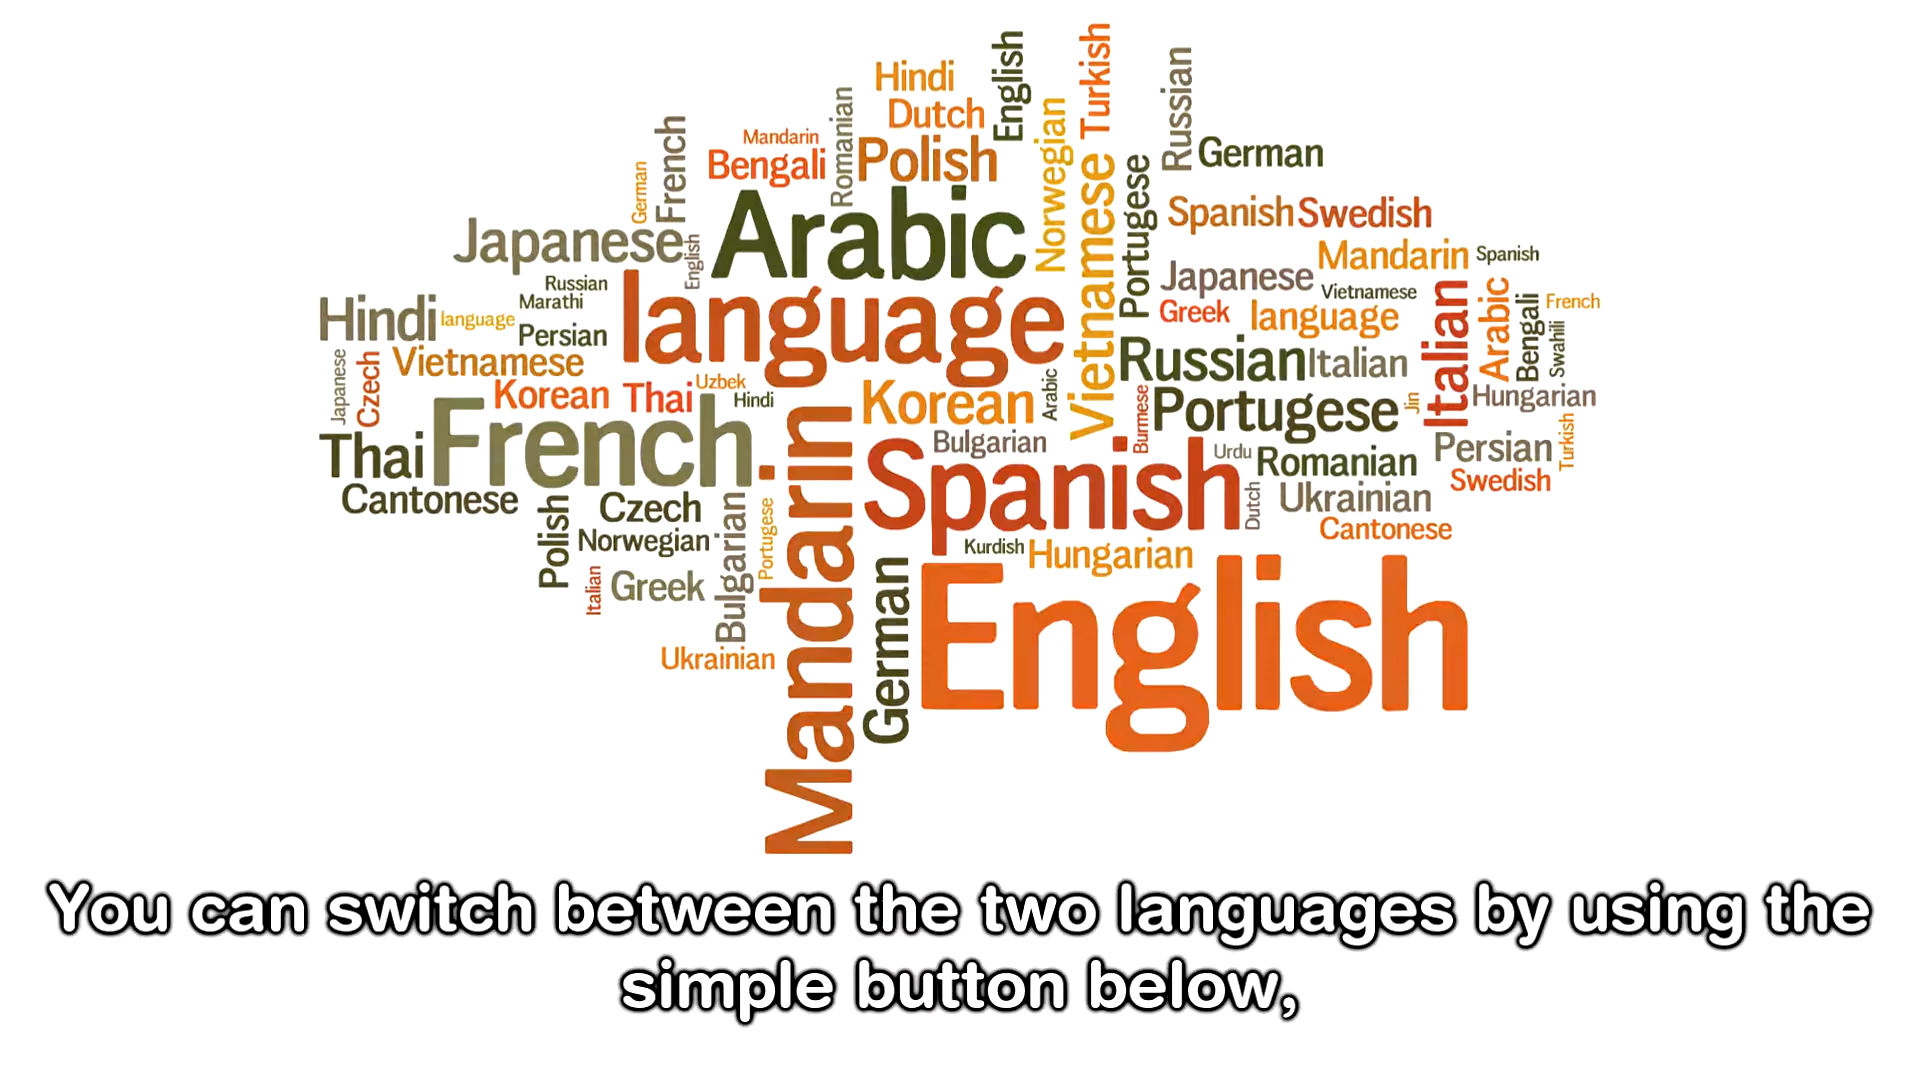 Hindi
English
Turkish
Russian
Dutch
Romanian
Norwegian
French
Mandarin
Bengali
Polish
German
German
Vietnamese
Portugese
Arabic
Spanish
Swedish
Japanese
English
Mandarin
Spanish
Japanese
Vietnamese
Russian
Marathi
language
Hindi
language
Persian
Greek
language
Italian
Arabic
Bengali
French
Swahili
Japanese
Czech
Vietnamese
Russian
Italian
Korean
Thai
Uzbek
Hindi
Korean
Arabic
Burmese
Portugese
Jin
Hungarian
Thai
French
Mandarin
Bulgarian
Spanish
Urdu
Romanian
Persian
Turkish
Swedish
Cantonese
Polish
Czech
Bulgarian
Portugese
Dutch
Ukrainian
Cantonese
Norwegian
Kurdish
Hungarian
Italian
Greek
German
English
Ukrainian
You can switch between the two languages by using the
simple button below,